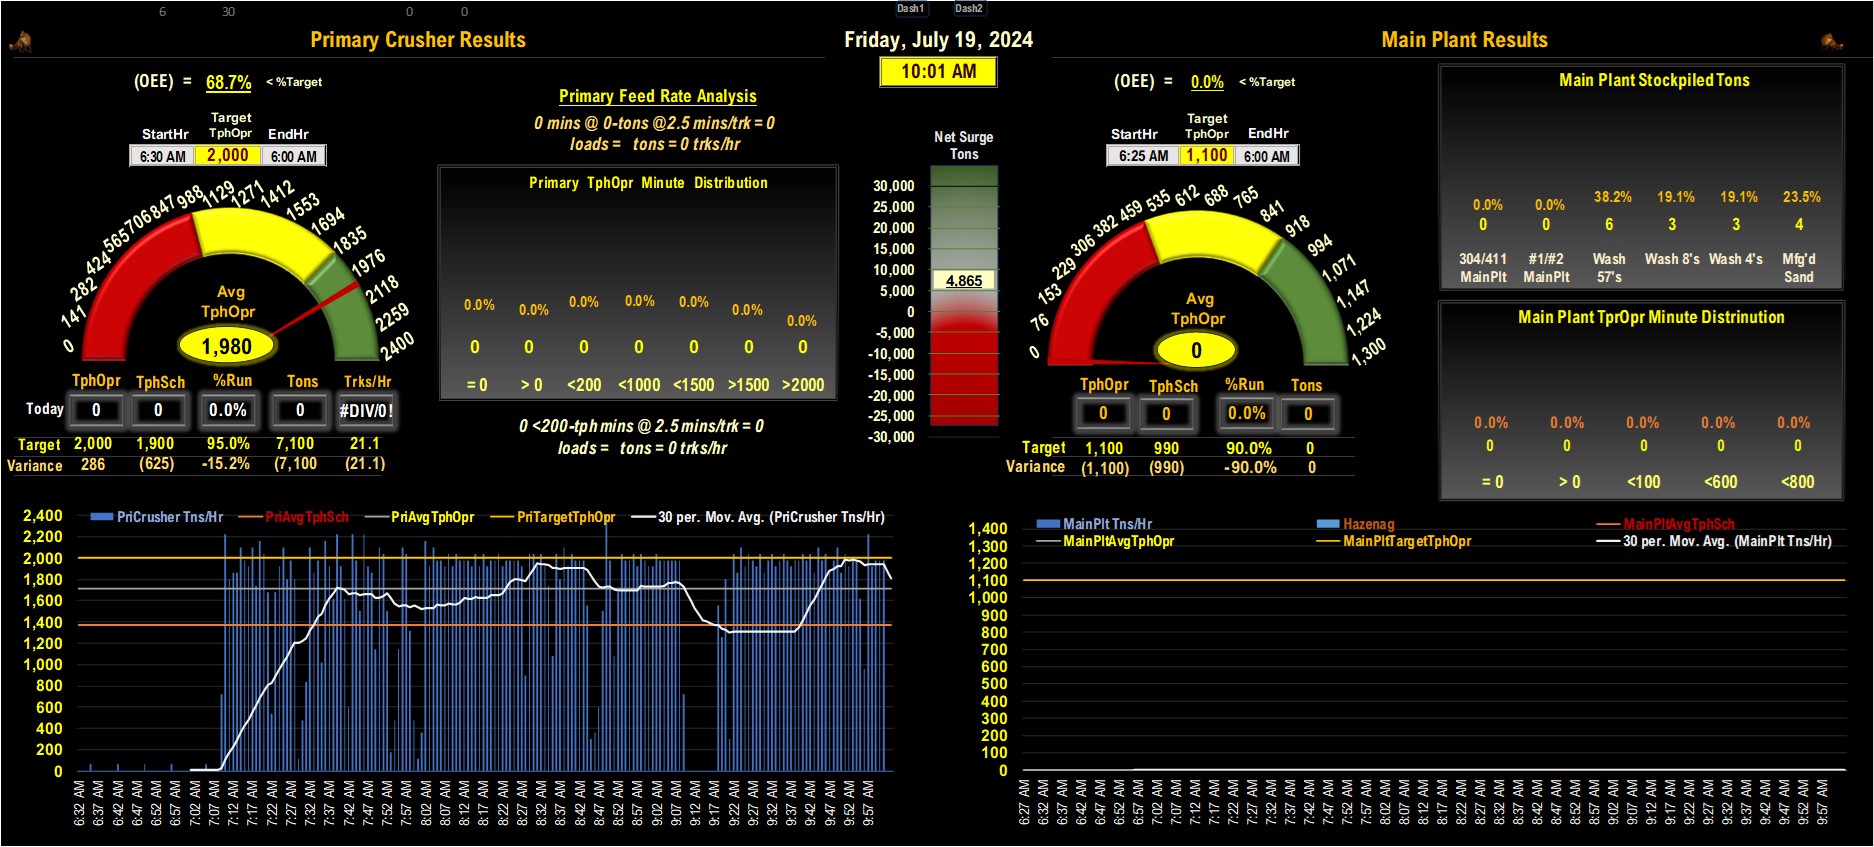 6 30 0 0 Dash1 Dash2
Primary Crusher Results
Friday, July 19, 2024
Main Plant Results
10:01 AM
(OEE) = 68.7% < %Target
StartHr Target TphOpr EndHr
6:30 AM 2,000 6:00 AM
0
141
282
424
565
706
847
988
1129
1271
1412
1553
1694
1835
1976
2118
2259
2400
Avg
TphOpr
1,980
TphOpr TphSch %Run Tons Trks/Hr
Today 0 0 0.0% 0 #DIV/0!
Target 2,000 1,900 95.0% 7,100 21.1
Variance 286 (625) -15.2% (7,100 (21.1)
Primary Feed Rate Analysis
0 mins @ 0-tons @2.5 mins/trk = 0
loads = tons = 0 trks/hr
Primary TphOpr Minute Distribution
0.0% 0.0% 0.0% 0.0% 0.0% 0.0% 0.0%
0 0 0 0 0 0 0
= 0 > 0 <200 <1000 <1500 >1500 >2000
0 <200-tph mins @ 2.5 mins/trk = 0
loads = tons = 0 trks/hr
Net Surge
Tons
30,000
25,000
20,000
15,000
10,000
4,865
5,000
0
-5,000
-10,000
-15,000
-20,000
-25,000
-30,000
(OEE) = 0.0% < %Target
StartHr Target TphOpr EndHr
6:25 AM 1,100 6:00 AM
0
76
153
229
306
382
459
535
612
688
765
841
918
994
1,071
1,147
1,224
1,300
Avg
TphOpr
0
TphOpr TphSch %Run Tons
0 0 0.0% 0
Target 1,100 990 90.0% 0
Variance (1,100) (990) -90.0% 0
Main Plant Stockpiled Tons
0.0% 0.0% 38.2% 19.1% 19.1% 23.5%
0 0 6 3 3 4
304/411 #1/#2 Wash Wash 8's Wash 4's Mfg'd
MainPlt MainPlt 57's Sand
Main Plant TprOpr Minute Distrinution
0.0% 0.0% 0.0% 0.0% 0.0%
0 0 0 0 0
= 0 > 0 <100 <600 <800
PriCrusher Tns/Hr PriAvgTphSch PriAvgTphOpr PriTargetTphOpr 30 per. Mov. Avg. (PriCrusher Tns/Hr)
2,400
2,200
2,000
1,800
1,600
1,400
1,200
1,000
800
600
400
200
0
6:32 AM 6:37 AM 6:42 AM 6:47 AM 6:52 AM 6:57 AM 7:02 AM 7:07 AM 7:12 AM 7:17 AM 7:22 AM 7:27 AM 7:32 AM 7:37 AM 7:42 AM 7:47 AM 7:52 AM 7:57 AM 8:02 AM 8:07 AM 8:12 AM 8:17 AM 8:22 AM 8:27 AM 8:32 AM 8:37 AM 8:42 AM 8:47 AM 8:52 AM 8:57 AM 9:02 AM 9:07 AM 9:12 AM 9:17 AM 9:22 AM 9:27 AM 9:32 AM 9:37 AM 9:42 AM 9:47 AM 9:52 AM 9:57 AM
MainPlt Tns/Hr Hazenag MainPltAvgTphSch
MainPltAvgTphOpr MainPltTargetTphOpr 30 per. Mov. Avg. (MainPlt Tns/Hr)
1,400
1,300
1,200
1,100
1,000
900
800
700
600
500
400
300
200
100
0
6:27 AM 6:32 AM 6:37 AM 6:42 AM 6:47 AM 6:52 AM 6:57 AM 7:02 AM 7:07 AM 7:12 AM 7:17 AM 7:22 AM 7:27 AM 7:32 AM 7:37 AM 7:42 AM 7:47 AM 7:52 AM 7:57 AM 8:02 AM 8:07 AM 8:12 AM 8:17 AM 8:22 AM 8:27 AM 8:32 AM 8:37 AM 8:42 AM 8:47 AM 8:52 AM 8:57 AM 9:02 AM 9:07 AM 9:12 AM 9:17 AM 9:22 AM 9:27 AM 9:32 AM 9:37 AM 9:42 AM 9:47 AM 9:52 AM 9:57 AM